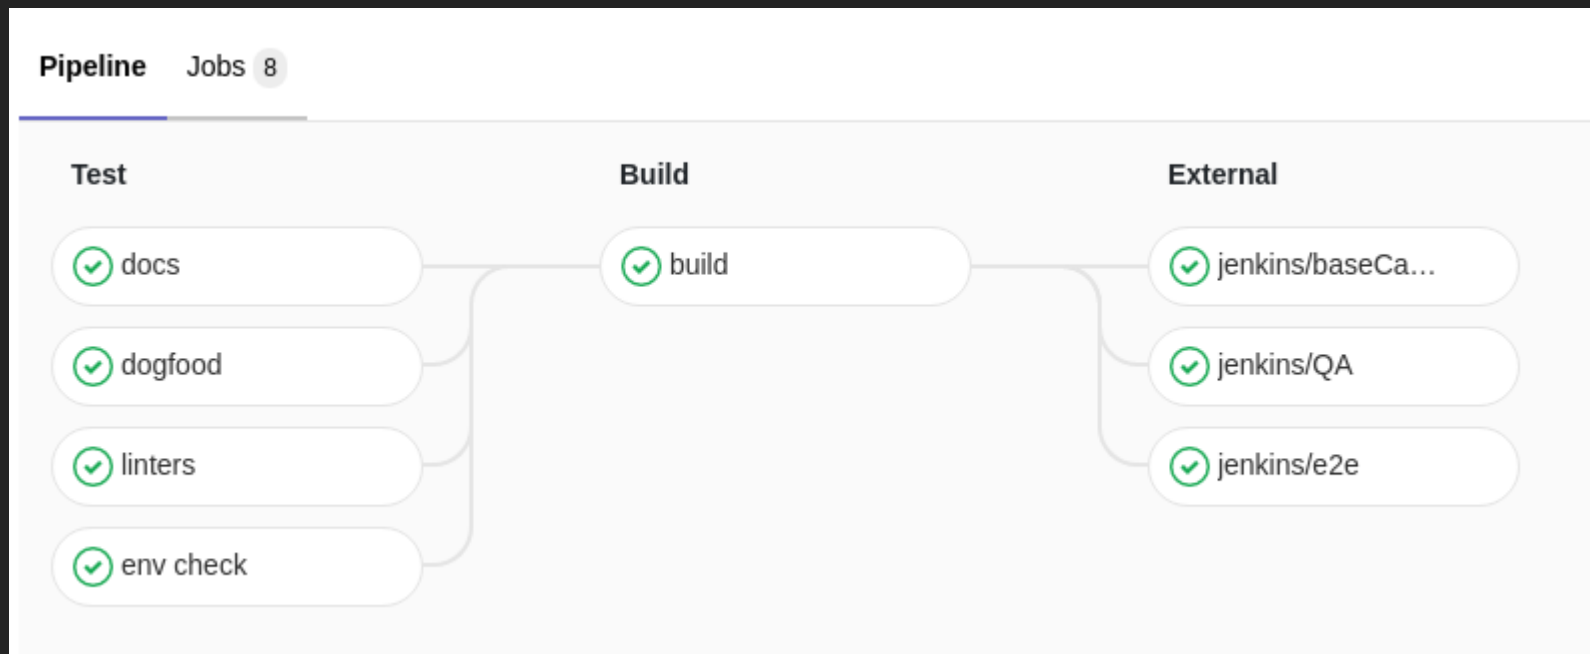 Pipeline Jobs 8
Test Build External
docs build jenkins/baseCa...
dogfood jenkins/QA
linters jenkins/e2e
env check